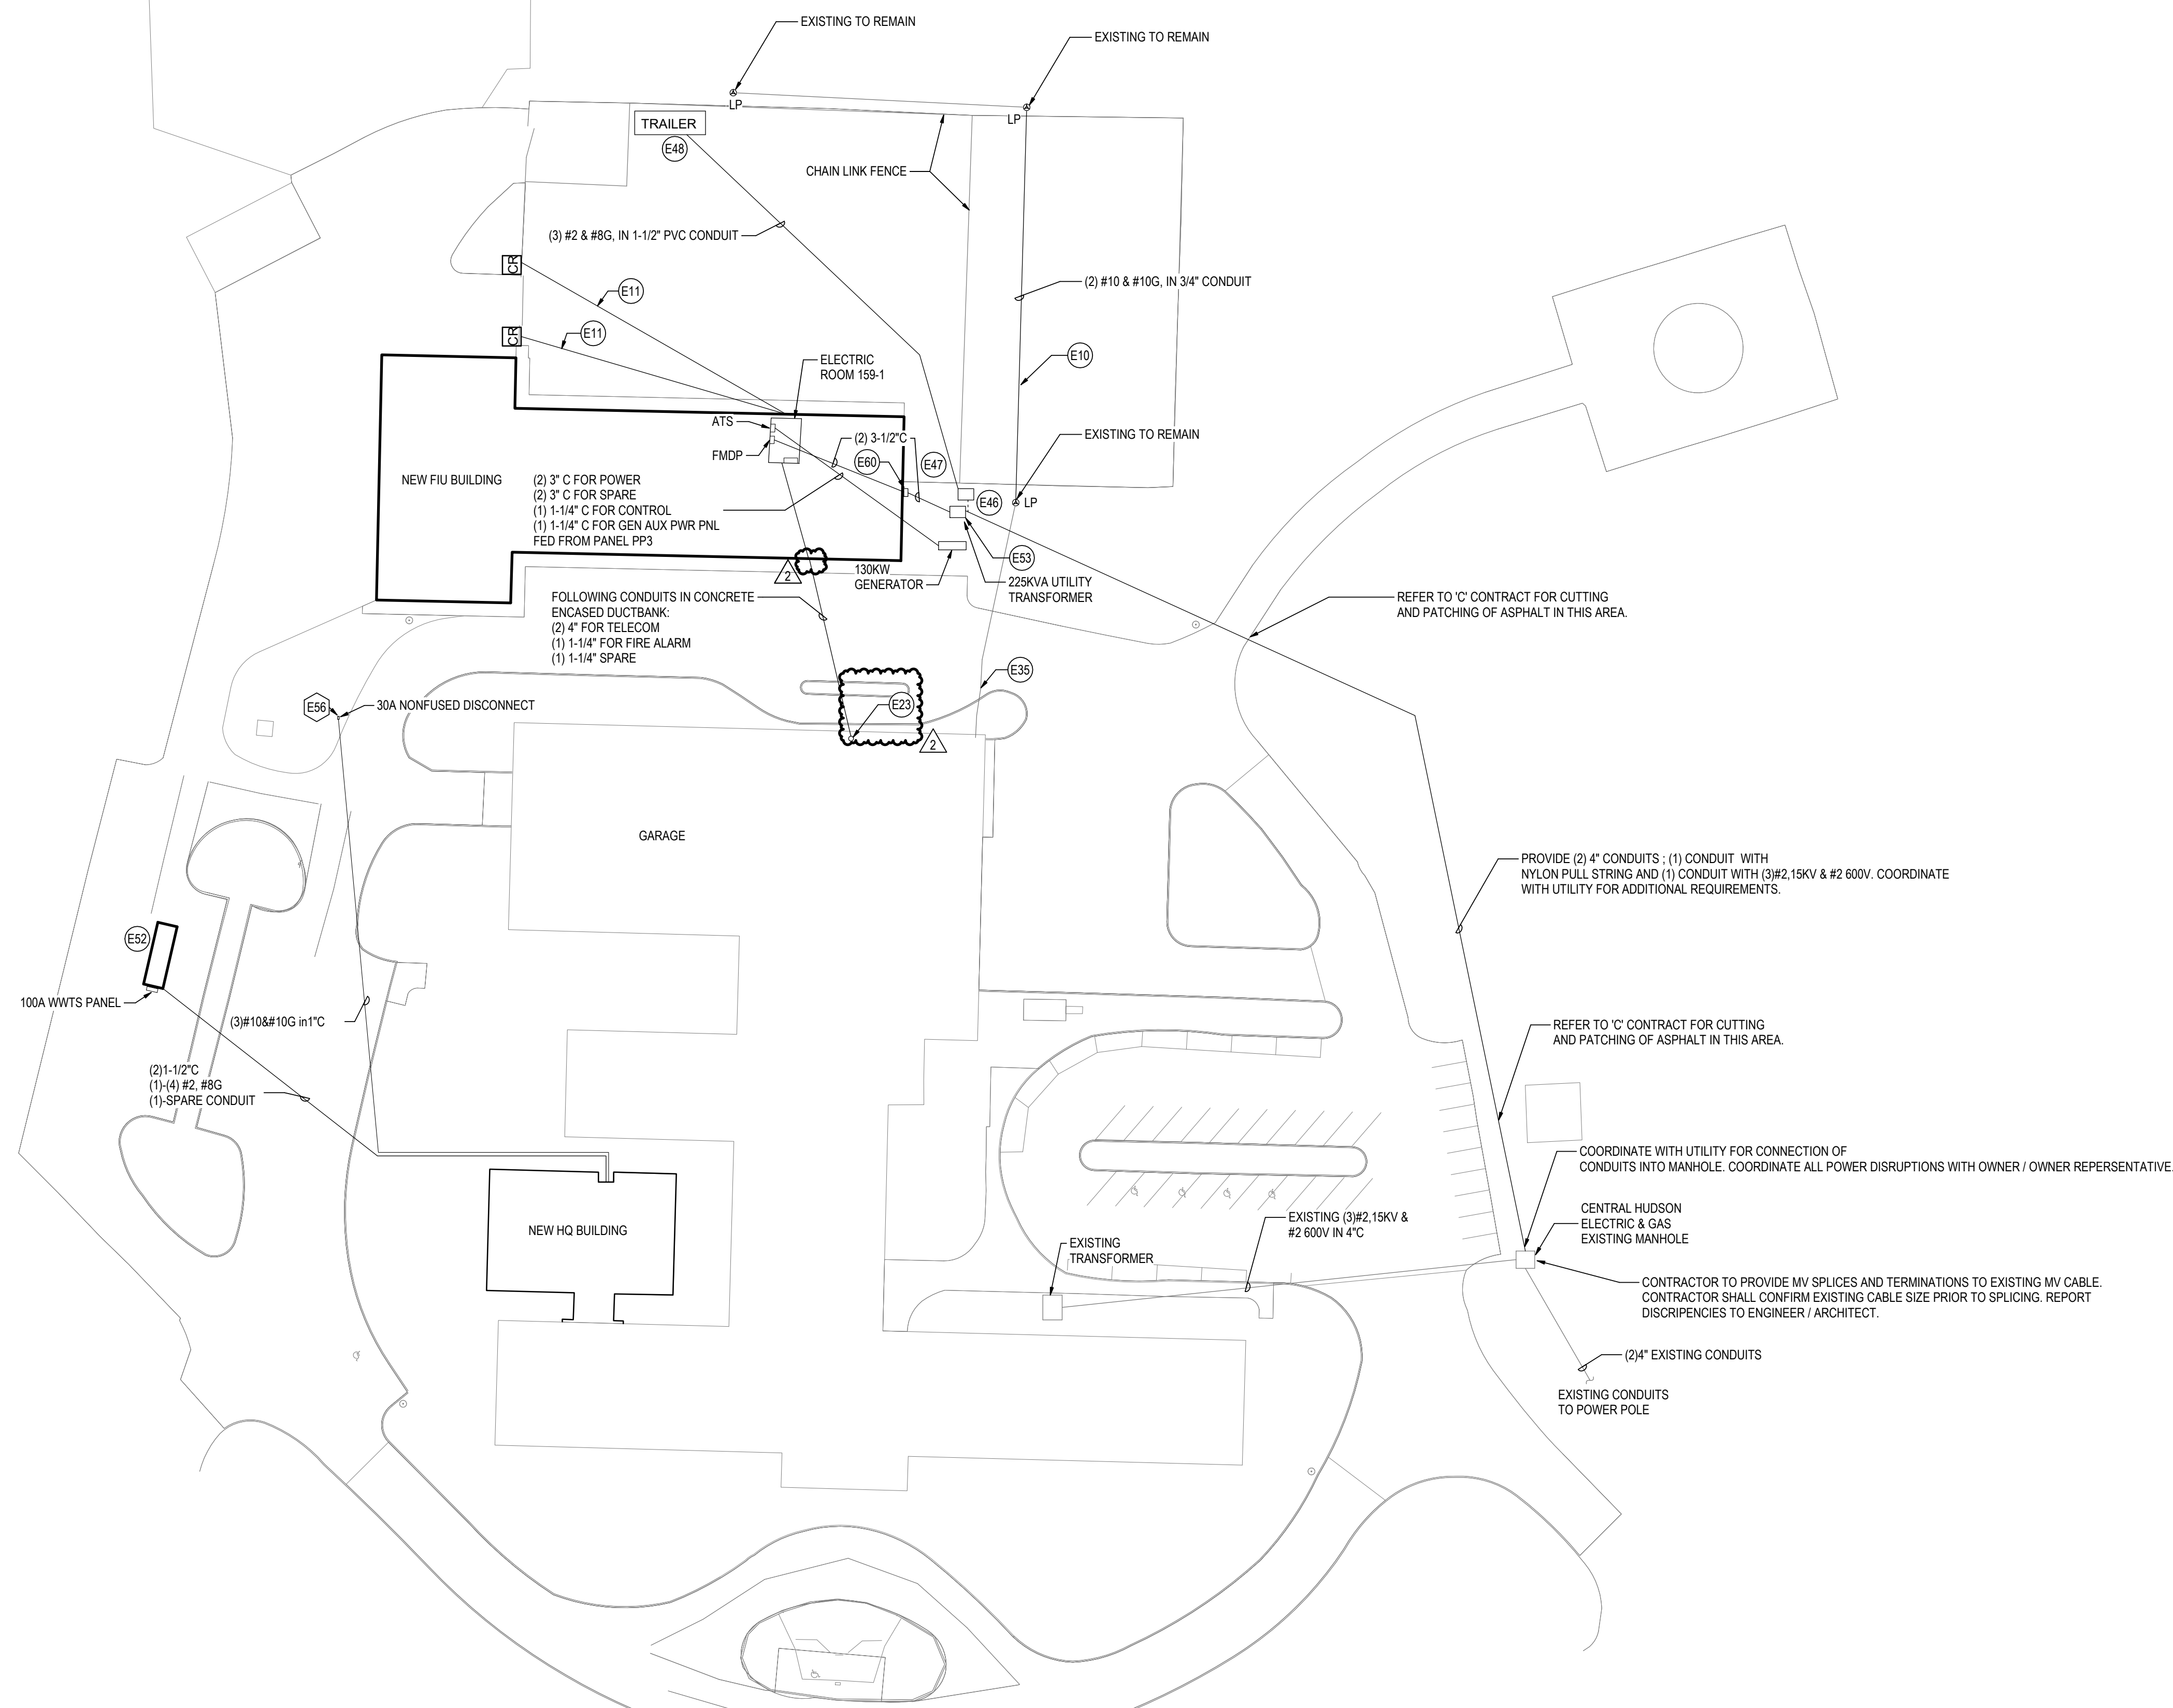 EXISTING TO REMAIN
EXISTING TO REMAIN
LP
LP
TRAILER
E48
CHAIN LINK FENCE
(3) #2 & #8G, IN 1-1/2" PVC CONDUIT
CR
E11
(2) #10 & #10G, IN 3/4" CONDUIT
CR
E11
E10
ELECTRIC
ROOM 159-1
ATS
FMDP
(2) 3-1/2"C
EXISTING TO REMAIN
E60
E47
NEW FIU BUILDING
(2) 3" C FOR POWER
(2) 3" C FOR SPARE
(1) 1-1/4" C FOR CONTROL
(1) 1-1/4" C FOR GEN AUX PWR PNL
FED FROM PANEL PP3
E46
LP
E53
2
130KW
GENERATOR
225KVA UTILITY
TRANSFORMER
FOLLOWING CONDUITS IN CONCRETE
ENCASED DUCTBANK:
(2) 4" FOR TELECOM
(1) 1-1/4" FOR FIRE ALARM
(1) 1-1/4" SPARE
REFER TO 'C' CONTRACT FOR CUTTING
AND PATCHING OF ASPHALT IN THIS AREA.
E35
E56
30A NONFUSED DISCONNECT
E23
2
GARAGE
PROVIDE (2) 4" CONDUITS ; (1) CONDUIT WITH
NYLON PULL STRING AND (1) CONDUIT WITH (3)#2,15KV & #2 600V. COORDINATE
WITH UTILITY FOR ADDITIONAL REQUIREMENTS.
E52
100A WWTS PANEL
(3)#10&#10G in1"C
REFER TO 'C' CONTRACT FOR CUTTING
AND PATCHING OF ASPHALT IN THIS AREA.
(2)1-1/2"C
(1)-(4) #2, #8G
(1)-SPARE CONDUIT
COORDINATE WITH UTILITY FOR CONNECTION OF
CONDUITS INTO MANHOLE. COORDINATE ALL POWER DISRUPTIONS WITH OWNER / OWNER REPERSENTATIVE.
NEW HQ BUILDING
EXISTING (3)#2,15KV &
#2 600V IN 4"C
CENTRAL HUDSON
ELECTRIC & GAS
EXISTING MANHOLE
EXISTING
TRANSFORMER
CONTRACTOR TO PROVIDE MV SPLICES AND TERMINATIONS TO EXISTING MV CABLE.
CONTRACTOR SHALL CONFIRM EXISTING CABLE SIZE PRIOR TO SPLICING. REPORT
DISCRIPENCIES TO ENGINEER / ARCHITECT.
(2)4" EXISTING CONDUITS
EXISTING CONDUITS
TO POWER POLE